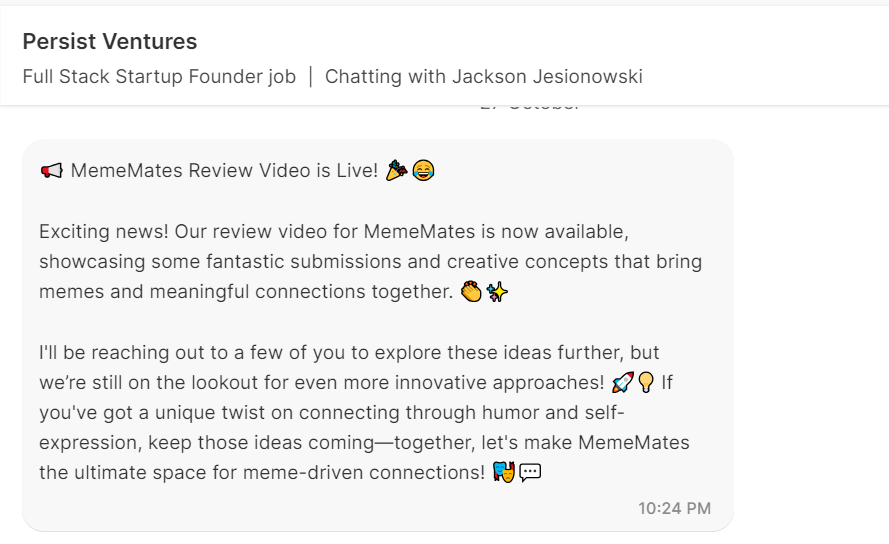 Persist Ventures
Full Stack Startup Founder job | Chatting with Jackson Jesionowski
27 October
📢 MemeMates Review Video is Live! 🎉😂
Exciting news! Our review video for MemeMates is now available,
showcasing some fantastic submissions and creative concepts that bring
memes and meaningful connections together. 👏✨
I'll be reaching out to a few of you to explore these ideas further, but
we’re still on the lookout for even more innovative approaches! 🚀💡 If
you've got a unique twist on connecting through humor and self-
expression, keep those ideas coming—together, let's make MemeMates
the ultimate space for meme-driven connections! 🎭💬
10:24 PM